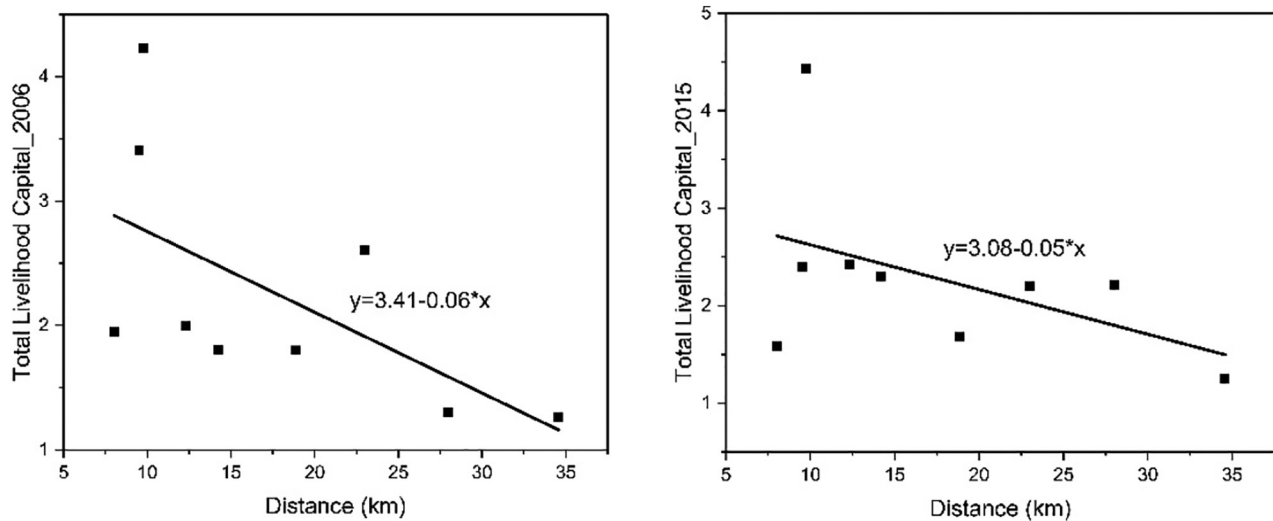 4
3
2
1
Total Livelihood Capital_2006
y=3.41-0.06*x
5 10 15 20 25 30 35
Distance (km)
5
4
3
2
1
Total Livelihood Capital_2015
y=3.08-0.05*x
5 10 15 20 25 30 35
Distance (km)